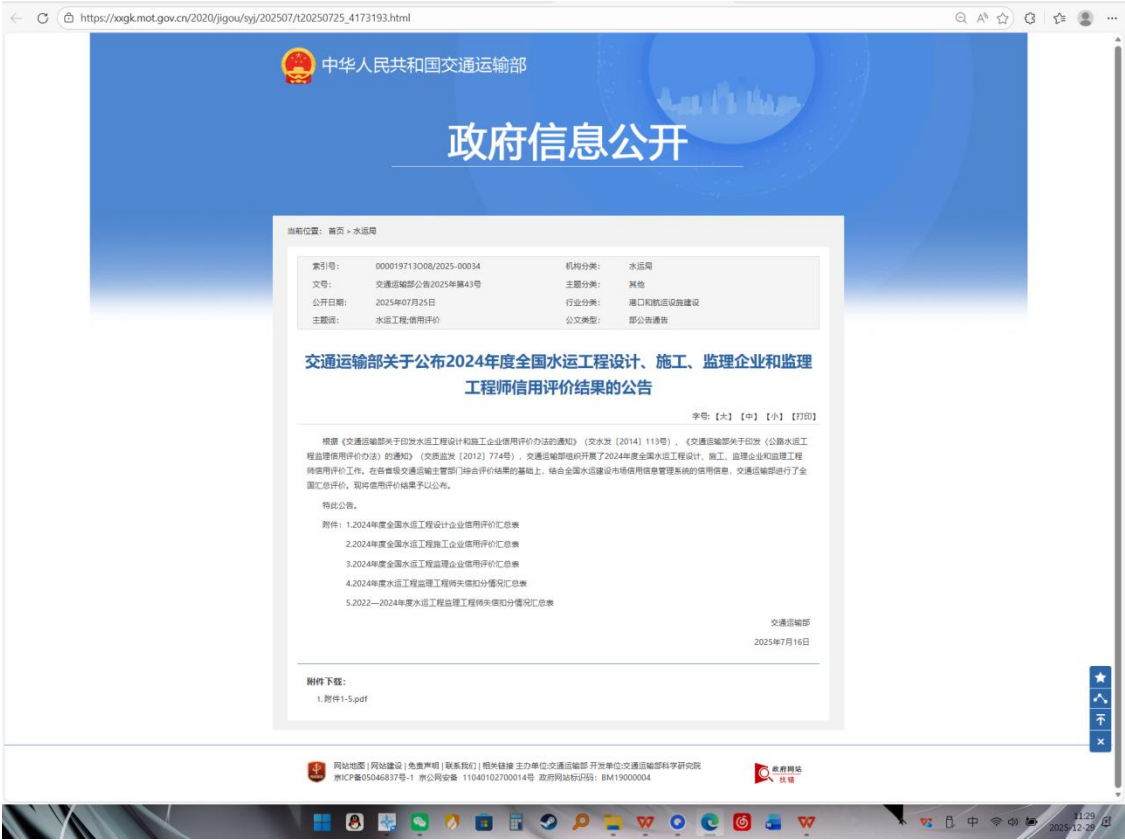 https://xxgk.mot.gov.cn/2020/jigou/syj/202507/t20250725_4173193.html
中华人民共和国交通运输部
政府信息公开
当前位置： 首页 > 水运局
索引号： 000019713O08/2025-00034 机构分类： 水运局
文号： 交通运输部公告2025年第43号 主题分类： 其他
公开日期： 2025年07月25日 行业分类： 港口和航运设施建设
主题词： 水运工程;信用评价 公文类型： 部公告通告
交通运输部关于公布2024年度全国水运工程设计、施工、监理企业和监理
工程师信用评价结果的公告
字号:【大】【中】【小】【打印】
根据《交通运输部关于印发水运工程设计和施工企业信用评价办法的通知》（交水发〔2014〕113号）、《交通运输部关于印发〈公路水运工
程监理信用评价办法〉的通知》（交质监发〔2012〕774号），交通运输部组织开展了2024年度全国水运工程设计、施工、监理企业和监理工程
师信用评价工作。在各省级交通运输主管部门综合评价结果的基础上，结合全国水运建设市场信用信息管理系统的信用信息，交通运输部进行了全
国汇总评价。现将信用评价结果予以公布。
特此公告。
附件：1.2024年度全国水运工程设计企业信用评价汇总表
2.2024年度全国水运工程施工企业信用评价汇总表
3.2024年度全国水运工程监理企业信用评价汇总表
4.2024年度水运工程监理工程师失信扣分情况汇总表
5.2022—2024年度水运工程监理工程师失信扣分情况汇总表
交通运输部
2025年7月16日
附件下载：
1. 附件1-5.pdf
网站地图 | 网站建设 | 免责声明 | 联系我们 | 相关链接 主办单位:交通运输部 开发单位:交通运输部科学研究院
京ICP备05046837号-1 京公网安备 11040102700014号 政府网站标识码：BM19000004
政府网站
找错
中
11:29
2025-12-29